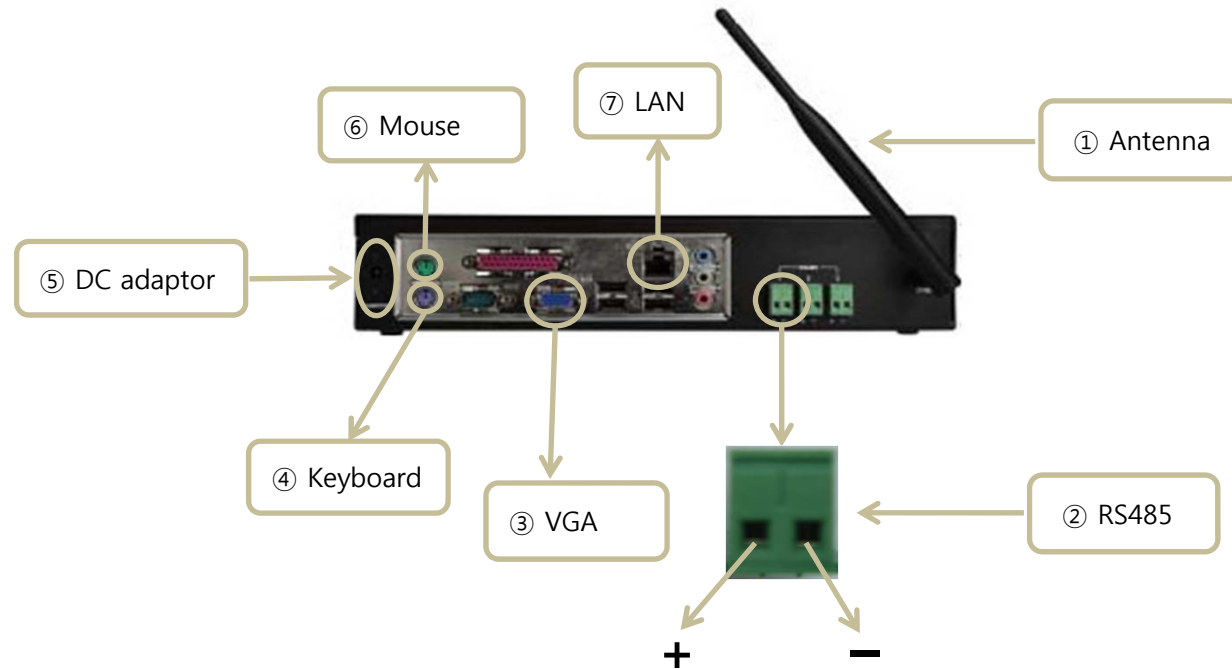 ⑦ LAN
⑥ Mouse
① Antenna
⑤ DC adaptor
④ Keyboard
③ VGA
② RS485
+
−